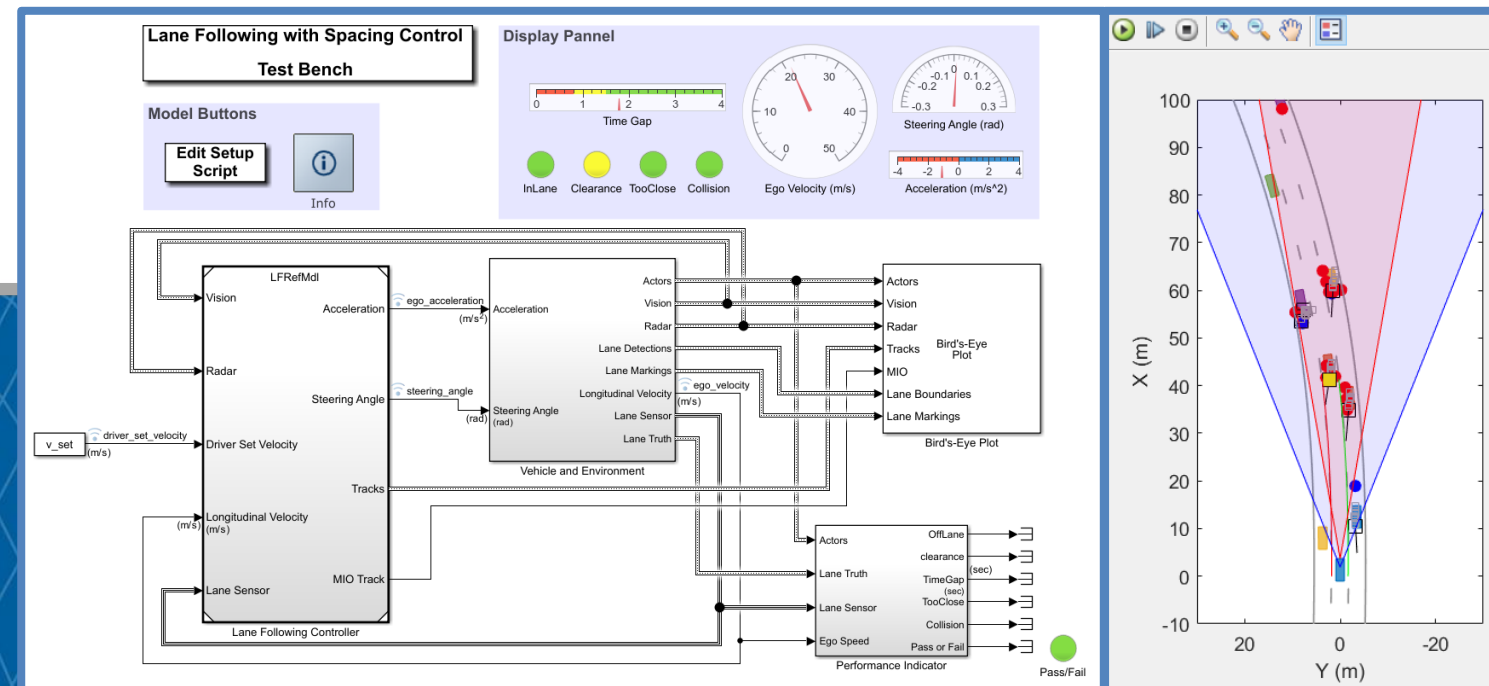 Lane Following with Spacing Control
Test Bench
Model Buttons
Edit Setup
Script
Info
Display Pannel
0 1 2 3 4
Time Gap
InLane Clearance TooClose Collision
0 10 20 30 40 50
Ego Velocity (m/s)
-0.3 -0.2 -0.1 0 0.1 0.2 0.3
Steering Angle (rad)
-4 -2 0 2 4
Acceleration (m/s^2)
v_set
driver_set_velocity
(m/s)
LFRefMdl
Vision
Radar
Driver Set Velocity
(m/s)
Longitudinal Velocity
(m/s)
Lane Sensor
Acceleration
Steering Angle
Tracks
MIO Track
Lane Following Controller
ego_acceleration
(m/s²)
steering_angle
(rad)
Acceleration
Steering Angle
(rad)
Actors
Vision
Radar
Lane Detections
Lane Markings
Longitudinal Velocity
Lane Sensor
Lane Truth
Vehicle and Environment
ego_velocity
(m/s)
Actors
Vision
Radar
Tracks
MIO
Lane Boundaries
Lane Markings
Bird's-Eye
Plot
Bird's-Eye Plot
Actors
Lane Truth
Lane Sensor
Ego Speed
OffLane
clearance
TimeGap
(sec)
TooClose
Collision
Pass or Fail
(sec)
Performance Indicator
Pass/Fail
X (m)
100
90
80
70
60
50
40
30
20
10
0
-10
20 0 -20
Y (m)